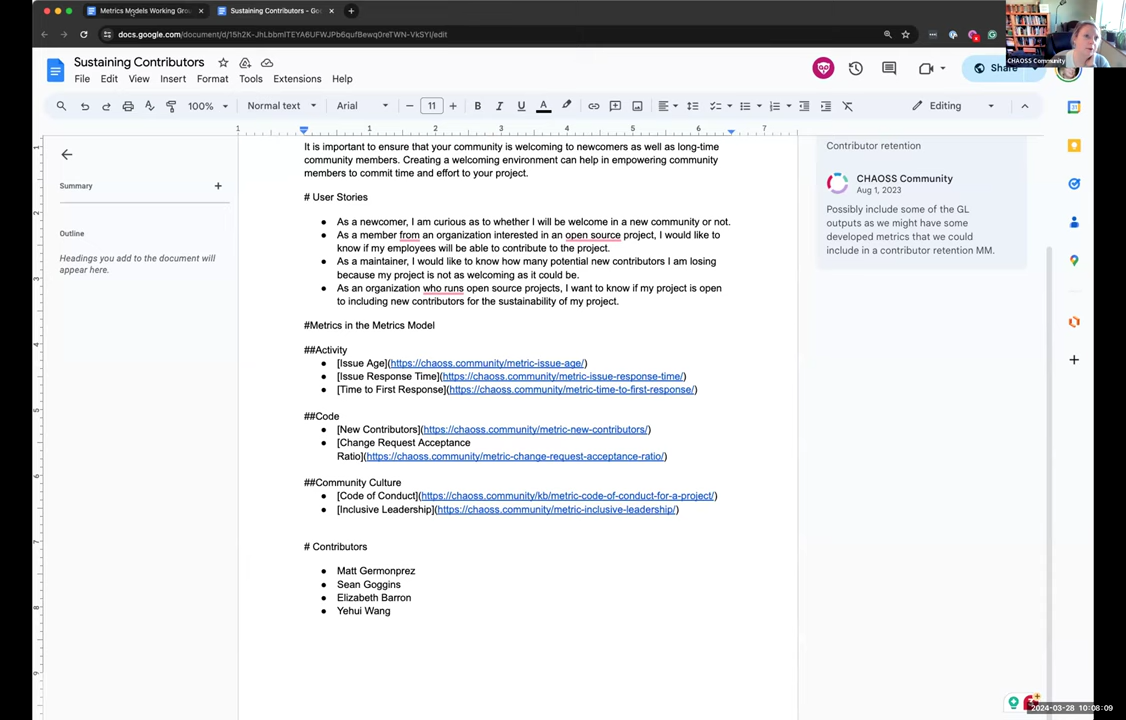 Metrics Models Working Gro
Sustaining Contributors - Go
docs.google.com/document/d/15h2K-JhLbbmITEYA6UFWJPb6qufBewq0reTWN-VkSYI/edit
CHAOSS Community
Sustaining Contributors
Share
File Edit View Insert Format Tools Extensions Help
100% Normal text Arial 11 Editing
1 1 2 3 4 5 6 7
It is important to ensure that your community is welcoming to newcomers as well as long-time
community members. Creating a welcoming environment can help in empowering community
members to commit time and effort to your project.
# User Stories
As a newcomer, I am curious as to whether I will be welcome in a new community or not.
As a member from an organization interested in an open source project, I would like to
know if my employees will be able to contribute to the project.
As a maintainer, I would like to know how many potential new contributors I am losing
because my project is not as welcoming as it could be.
As an organization who runs open source projects, I want to know if my project is open
to including new contributors for the sustainability of my project.
#Metrics in the Metrics Model
##Activity
[Issue Age](https://chaoss.community/metric-issue-age/)
[Issue Response Time](https://chaoss.community/metric-issue-response-time/)
[Time to First Response](https://chaoss.community/metric-time-to-first-response/)
##Code
[New Contributors](https://chaoss.community/metric-new-contributors/)
[Change Request Acceptance
Ratio](https://chaoss.community/metric-change-request-acceptance-ratio/)
##Community Culture
[Code of Conduct](https://chaoss.community/kb/metric-code-of-conduct-for-a-project/)
[Inclusive Leadership](https://chaoss.community/metric-inclusive-leadership/)
# Contributors
Matt Germonprez
Sean Goggins
Elizabeth Barron
Yehui Wang
Summary
Outline
Headings you add to the document will
appear here.
Contributor retention
CHAOSS Community
Aug 1, 2023
Possibly include some of the GL
outputs as we might have some
developed metrics that we could
include in a contributor retention MM.
2024-03-28 10:08:09